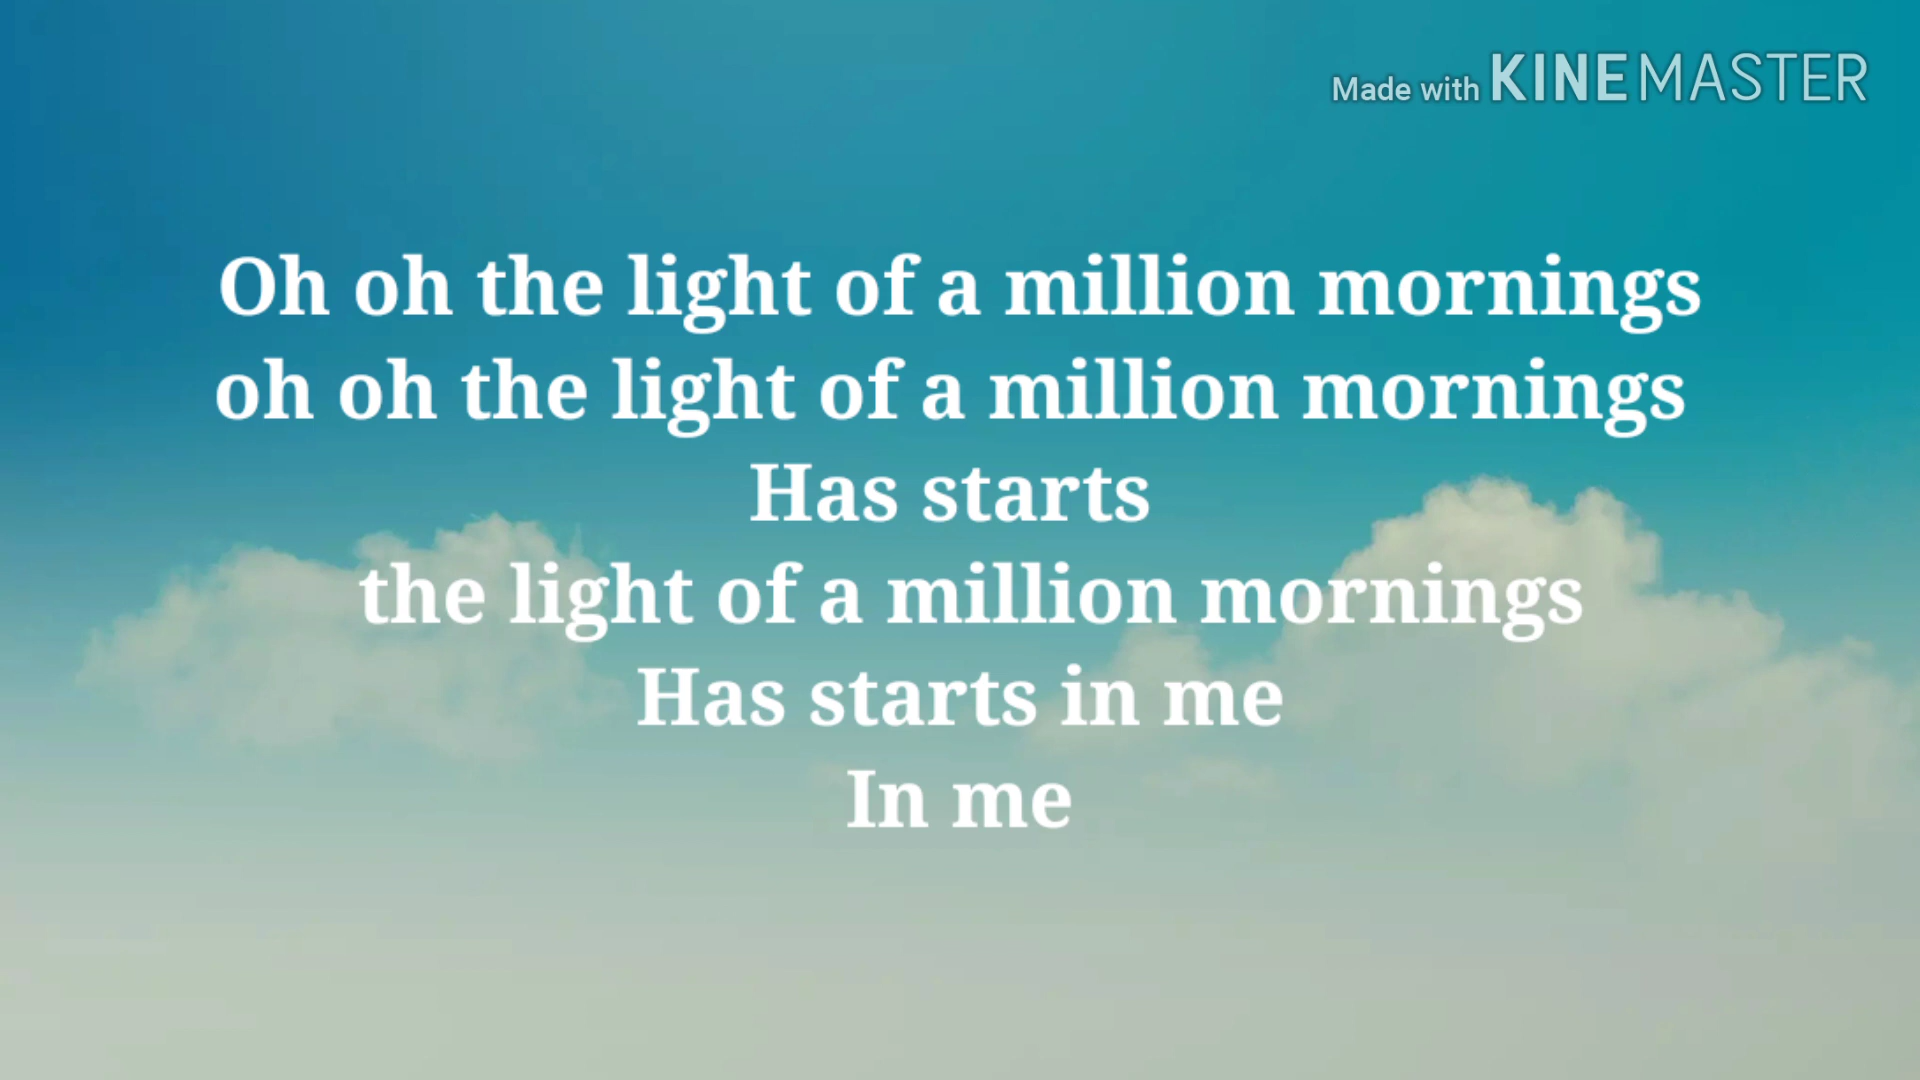 Made with KINEMASTER
Oh oh the light of a million mornings
oh oh the light of a million mornings
Has starts
the light of a million mornings
Has starts in me
In me